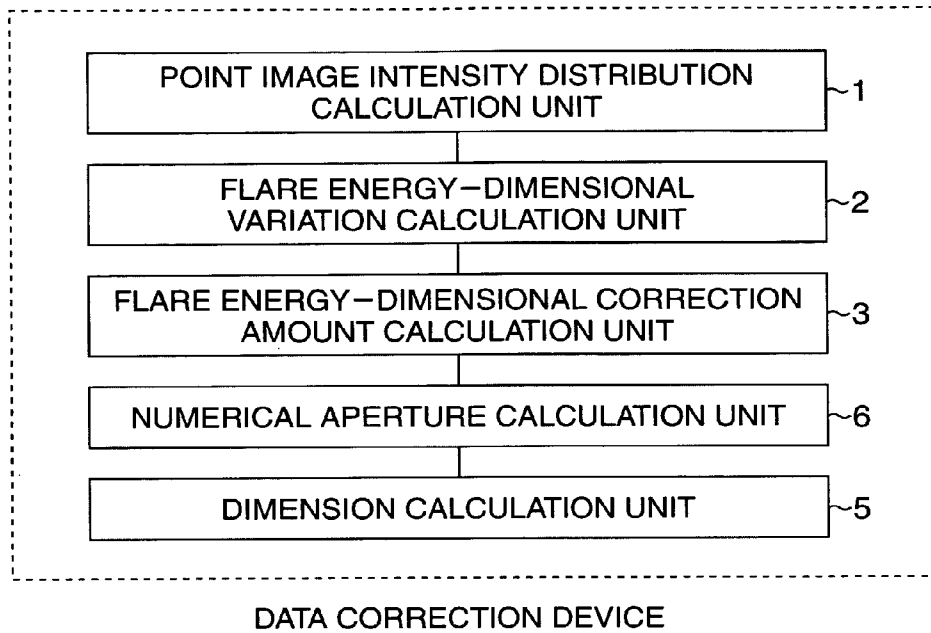 POINT IMAGE INTENSITY DISTRIBUTION
CALCULATION UNIT
~1
FLARE ENERGY-DIMENSIONAL
VARIATION CALCULATION UNIT
~2
FLARE ENERGY-DIMENSIONAL CORRECTION
AMOUNT CALCULATION UNIT
~3
NUMERICAL APERTURE CALCULATION UNIT
~6
DIMENSION CALCULATION UNIT
~5
DATA CORRECTION DEVICE